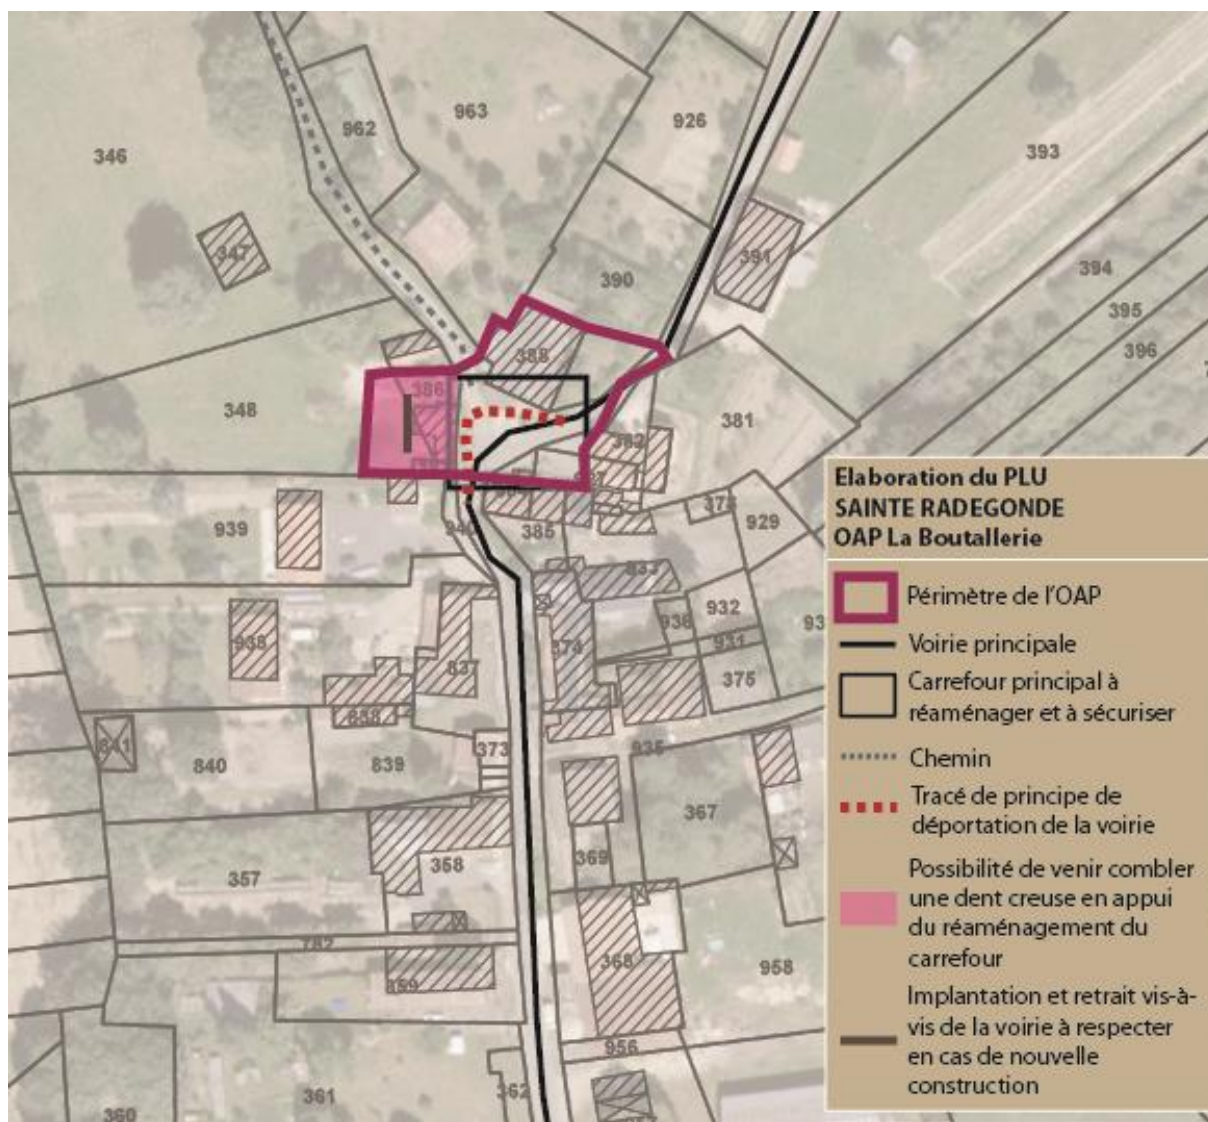 963
926
962
393
346
347
391
394
390
395
388
396
386
348
381
382
Elaboration du PLU
SAINTE RADEGONDE
OAP La Boutallerie
Périmètre de l'OAP
Voirie principale
Carrefour principal à
réaménager et à sécuriser
Chemin
Tracé de principe de
déportation de la voirie
Possibilité de venir combler
une dent creuse en appui
du réaménagement du
carrefour
Implantation et retrait vis-à-
vis de la voirie à respecter
en cas de nouvelle
construction
372
929
939
940
385
933
932
936
938
931
374
837
375
838
841
373
935
840
839
367
358
369
357
782
359
368
958
956
361
362
360